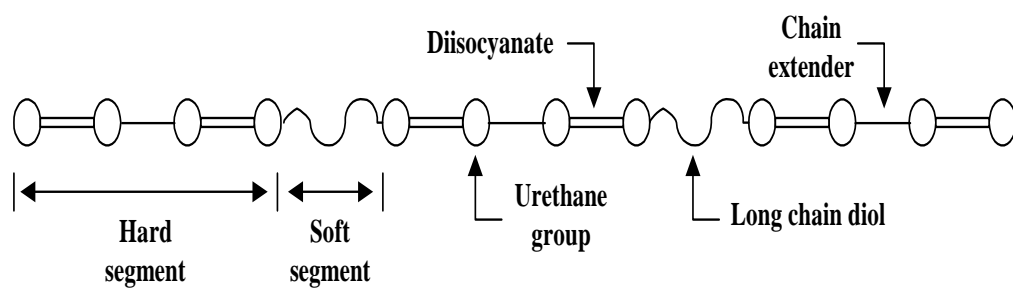 Diisocyanate
Chain
extender
Hard
segment
Soft
segment
Urethane
group
Long chain diol